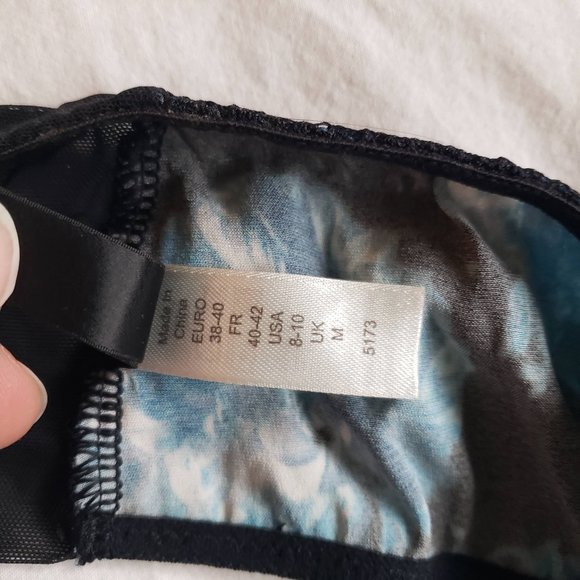 Made in
China
EURO
38-40
FR
40-42
USA
8-10
UK
M
5173